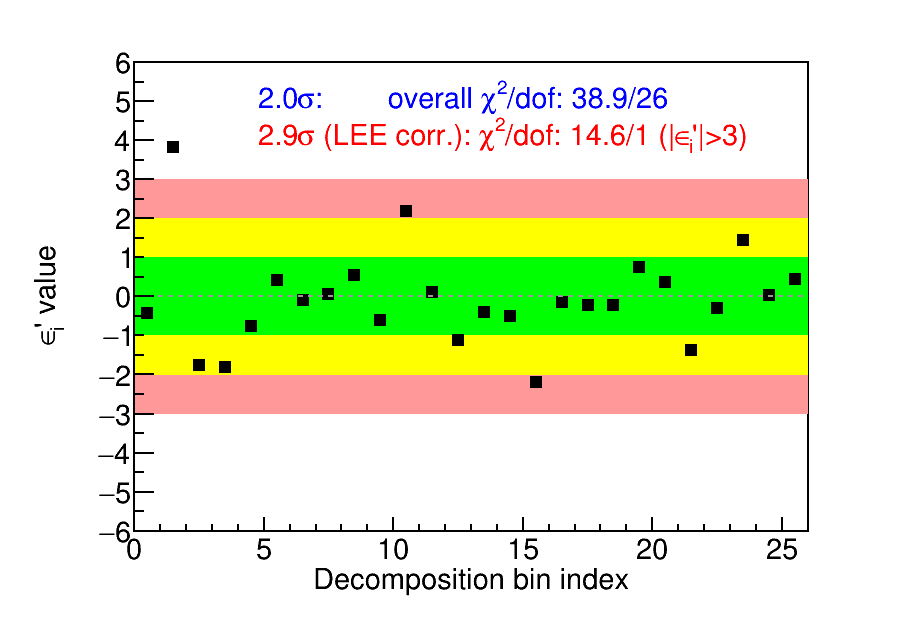 6
5
4
3
2
1
0
−1
−2
−3
−4
−5
−6
2.0σ: overall χ²/dof: 38.9/26
2.9σ (LEE corr.): χ²/dof: 14.6/1 (|ϵᵢ'|>3)
ϵᵢ' value
0 5 10 15 20 25
Decomposition bin index